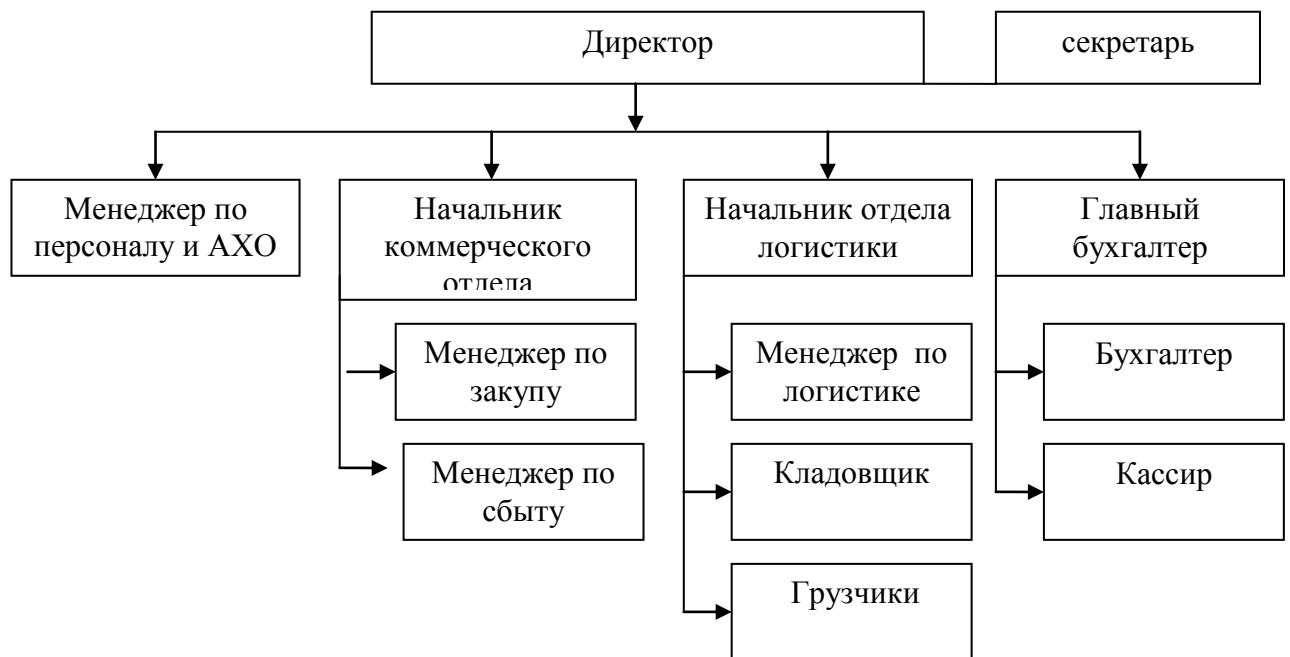 Директор
секретарь
Менеджер по
персоналу и АХО
Начальник
коммерческого
отдела
Начальник отдела
логистики
Главный
бухгалтер
Менеджер по
закупу
Менеджер по
логистике
Бухгалтер
Менеджер по
сбыту
Кладовщик
Кассир
Грузчики